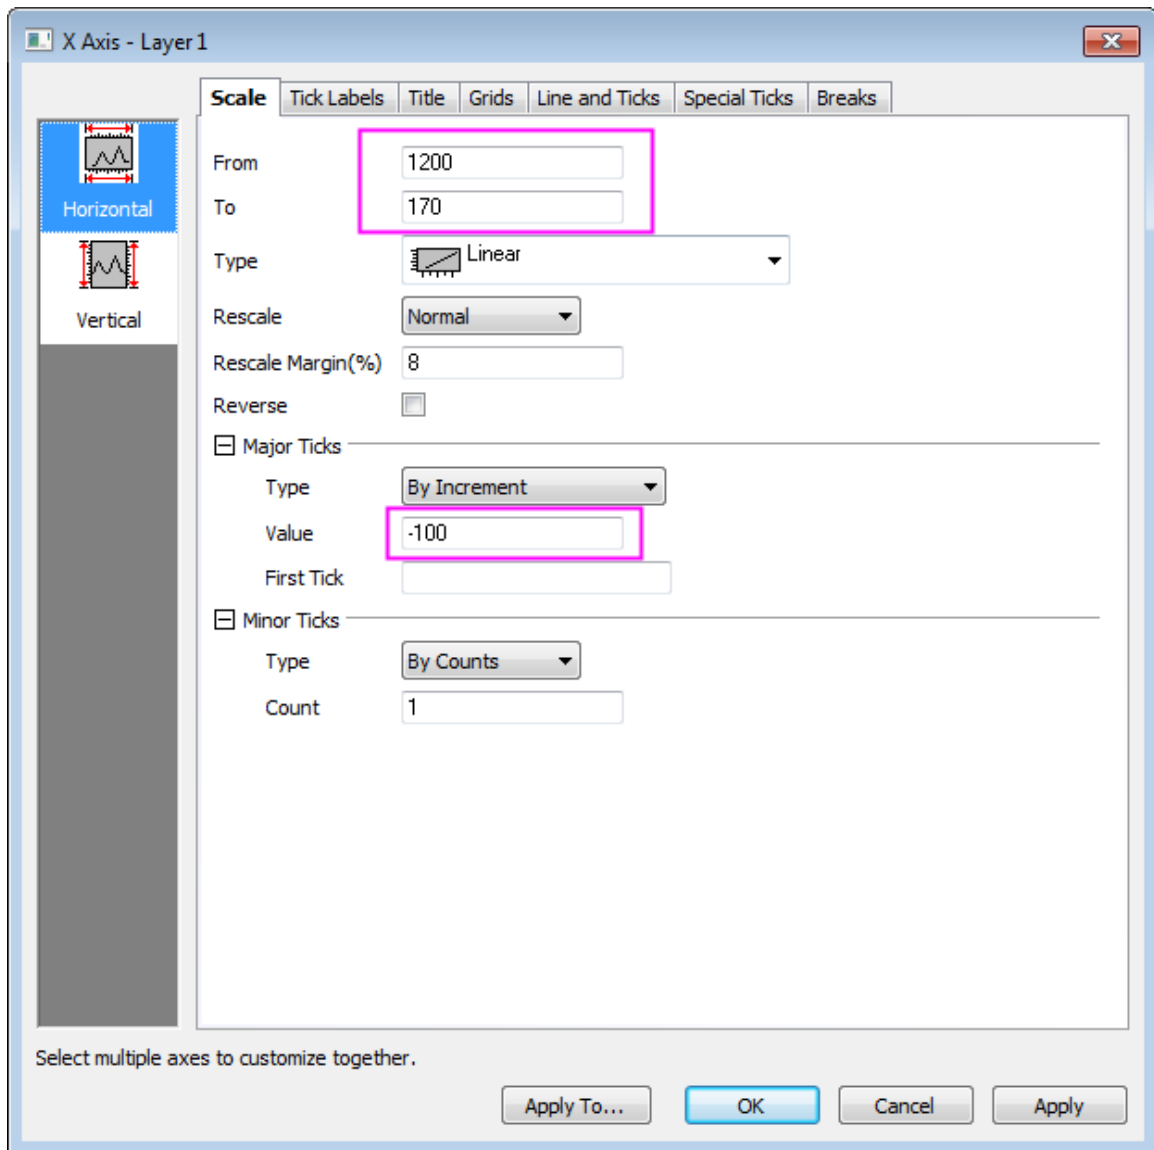 X Axis - Layer 1
Scale Tick Labels Title Grids Line and Ticks Special Ticks Breaks
Horizontal
Vertical
From 1200
To 170
Type Linear
Rescale Normal
Rescale Margin(%) 8
Reverse
Major Ticks
Type By Increment
Value -100
First Tick
Minor Ticks
Type By Counts
Count 1
Select multiple axes to customize together.
Apply To... OK Cancel Apply